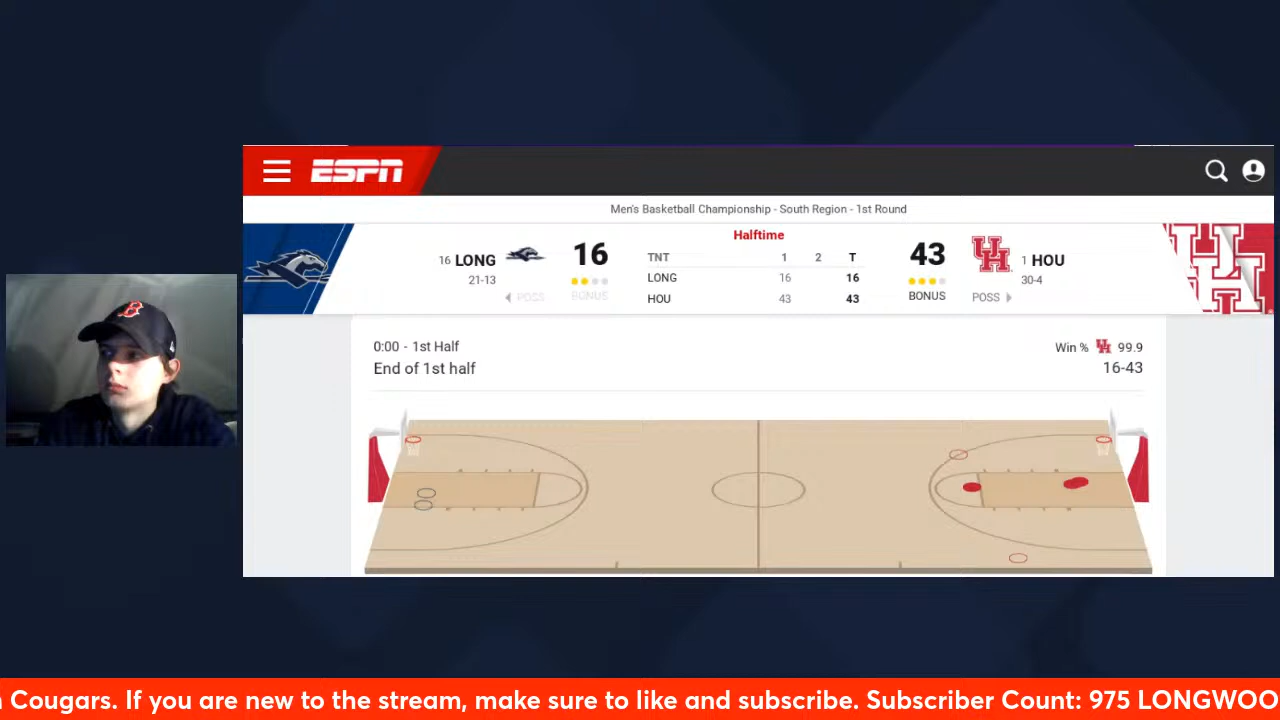 ESPN
Men's Basketball Championship - South Region - 1st Round
Halftime
16 LONG
21-13
16
POSS
BONUS
TNT 1 2 T
LONG 16 16
HOU 43 43
43
BONUS
1 HOU
30-4
POSS
0:00 - 1st Half
End of 1st half
Win % 99.9
16-43
B
Cougars. If you are new to the stream, make sure to like and subscribe. Subscriber Count: 975 LONGWOO